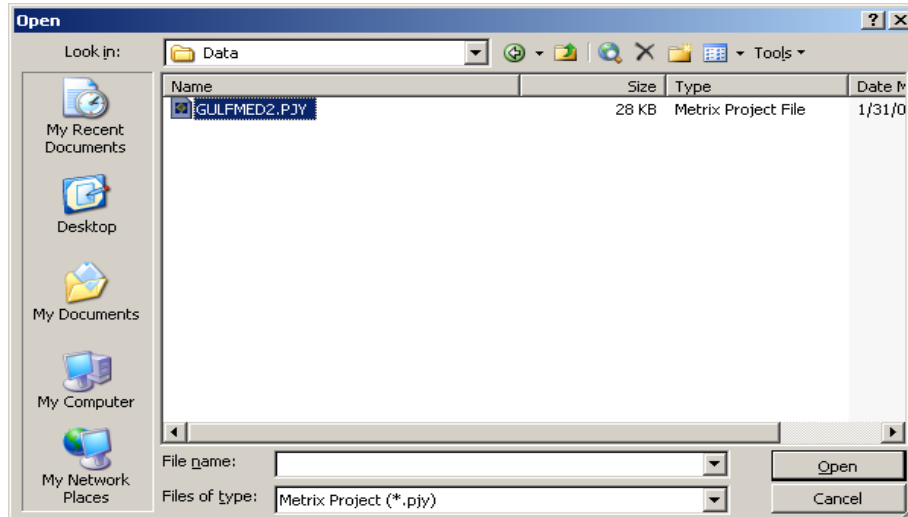 Open
Look in: Data Tools
Name Size Type Date M
GULFMED2.PJY 28 KB Metrix Project File 1/31/0
My Recent
Documents
Desktop
My Documents
My Computer
My Network
Places
File name: Open
Files of type: Metrix Project (*.pjy) Cancel